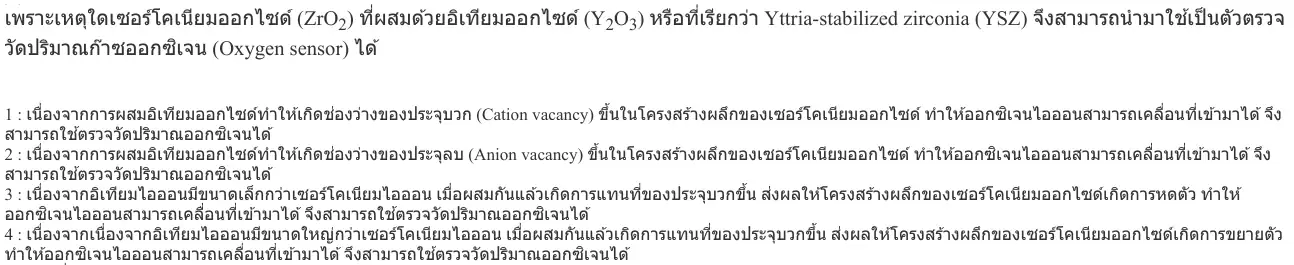 เพราะเหตุใดเซอร์โคเนียมออกไซด์ (ZrO2) ที่ผสมด้วยอิเทียมออกไซด์ (Y2O3) หรือที่เรียกว่า Yttria-stabilized zirconia (YSZ) จึงสามารถนำมาใช้เป็นตัวตรวจ
วัดปริมาณก๊าซออกซิเจน (Oxygen sensor) ได้
1 : เนื่องจากการผสมอิเทียมออกไซด์ทำให้เกิดช่องว่างของประจุบวก (Cation vacancy) ขึ้นในโครงสร้างผลึกของเซอร์โคเนียมออกไซด์ ทำให้ออกซิเจนไอออนสามารถเคลื่อนที่เข้ามาได้ จึง
สามารถใช้ตรวจวัดปริมาณออกซิเจนได้
2 : เนื่องจากการผสมอิเทียมออกไซด์ทำให้เกิดช่องว่างของประจุลบ (Anion vacancy) ขึ้นในโครงสร้างผลึกของเซอร์โคเนียมออกไซด์ ทำให้ออกซิเจนไอออนสามารถเคลื่อนที่เข้ามาได้ จึง
สามารถใช้ตรวจวัดปริมาณออกซิเจนได้
3 : เนื่องจากอิเทียมไอออนมีขนาดเล็กกว่าเซอร์โคเนียมไอออน เมื่อผสมกันแล้วเกิดการแทนที่ของประจุบวกขึ้น ส่งผลให้โครงสร้างผลึกของเซอร์โคเนียมออกไซด์เกิดการหดตัว ทำให้
ออกซิเจนไอออนสามารถเคลื่อนที่เข้ามาได้ จึงสามารถใช้ตรวจวัดปริมาณออกซิเจนได้
4 : เนื่องจากเนื่องจากอิเทียมไอออนมีขนาดใหญ่กว่าเซอร์โคเนียมไอออน เมื่อผสมกันแล้วเกิดการแทนที่ของประจุบวกขึ้น ส่งผลให้โครงสร้างผลึกของเซอร์โคเนียมออกไซด์เกิดการขยายตัว
ทำให้ออกซิเจนไอออนสามารถเคลื่อนที่เข้ามาได้ จึงสามารถใช้ตรวจวัดปริมาณออกซิเจนได้